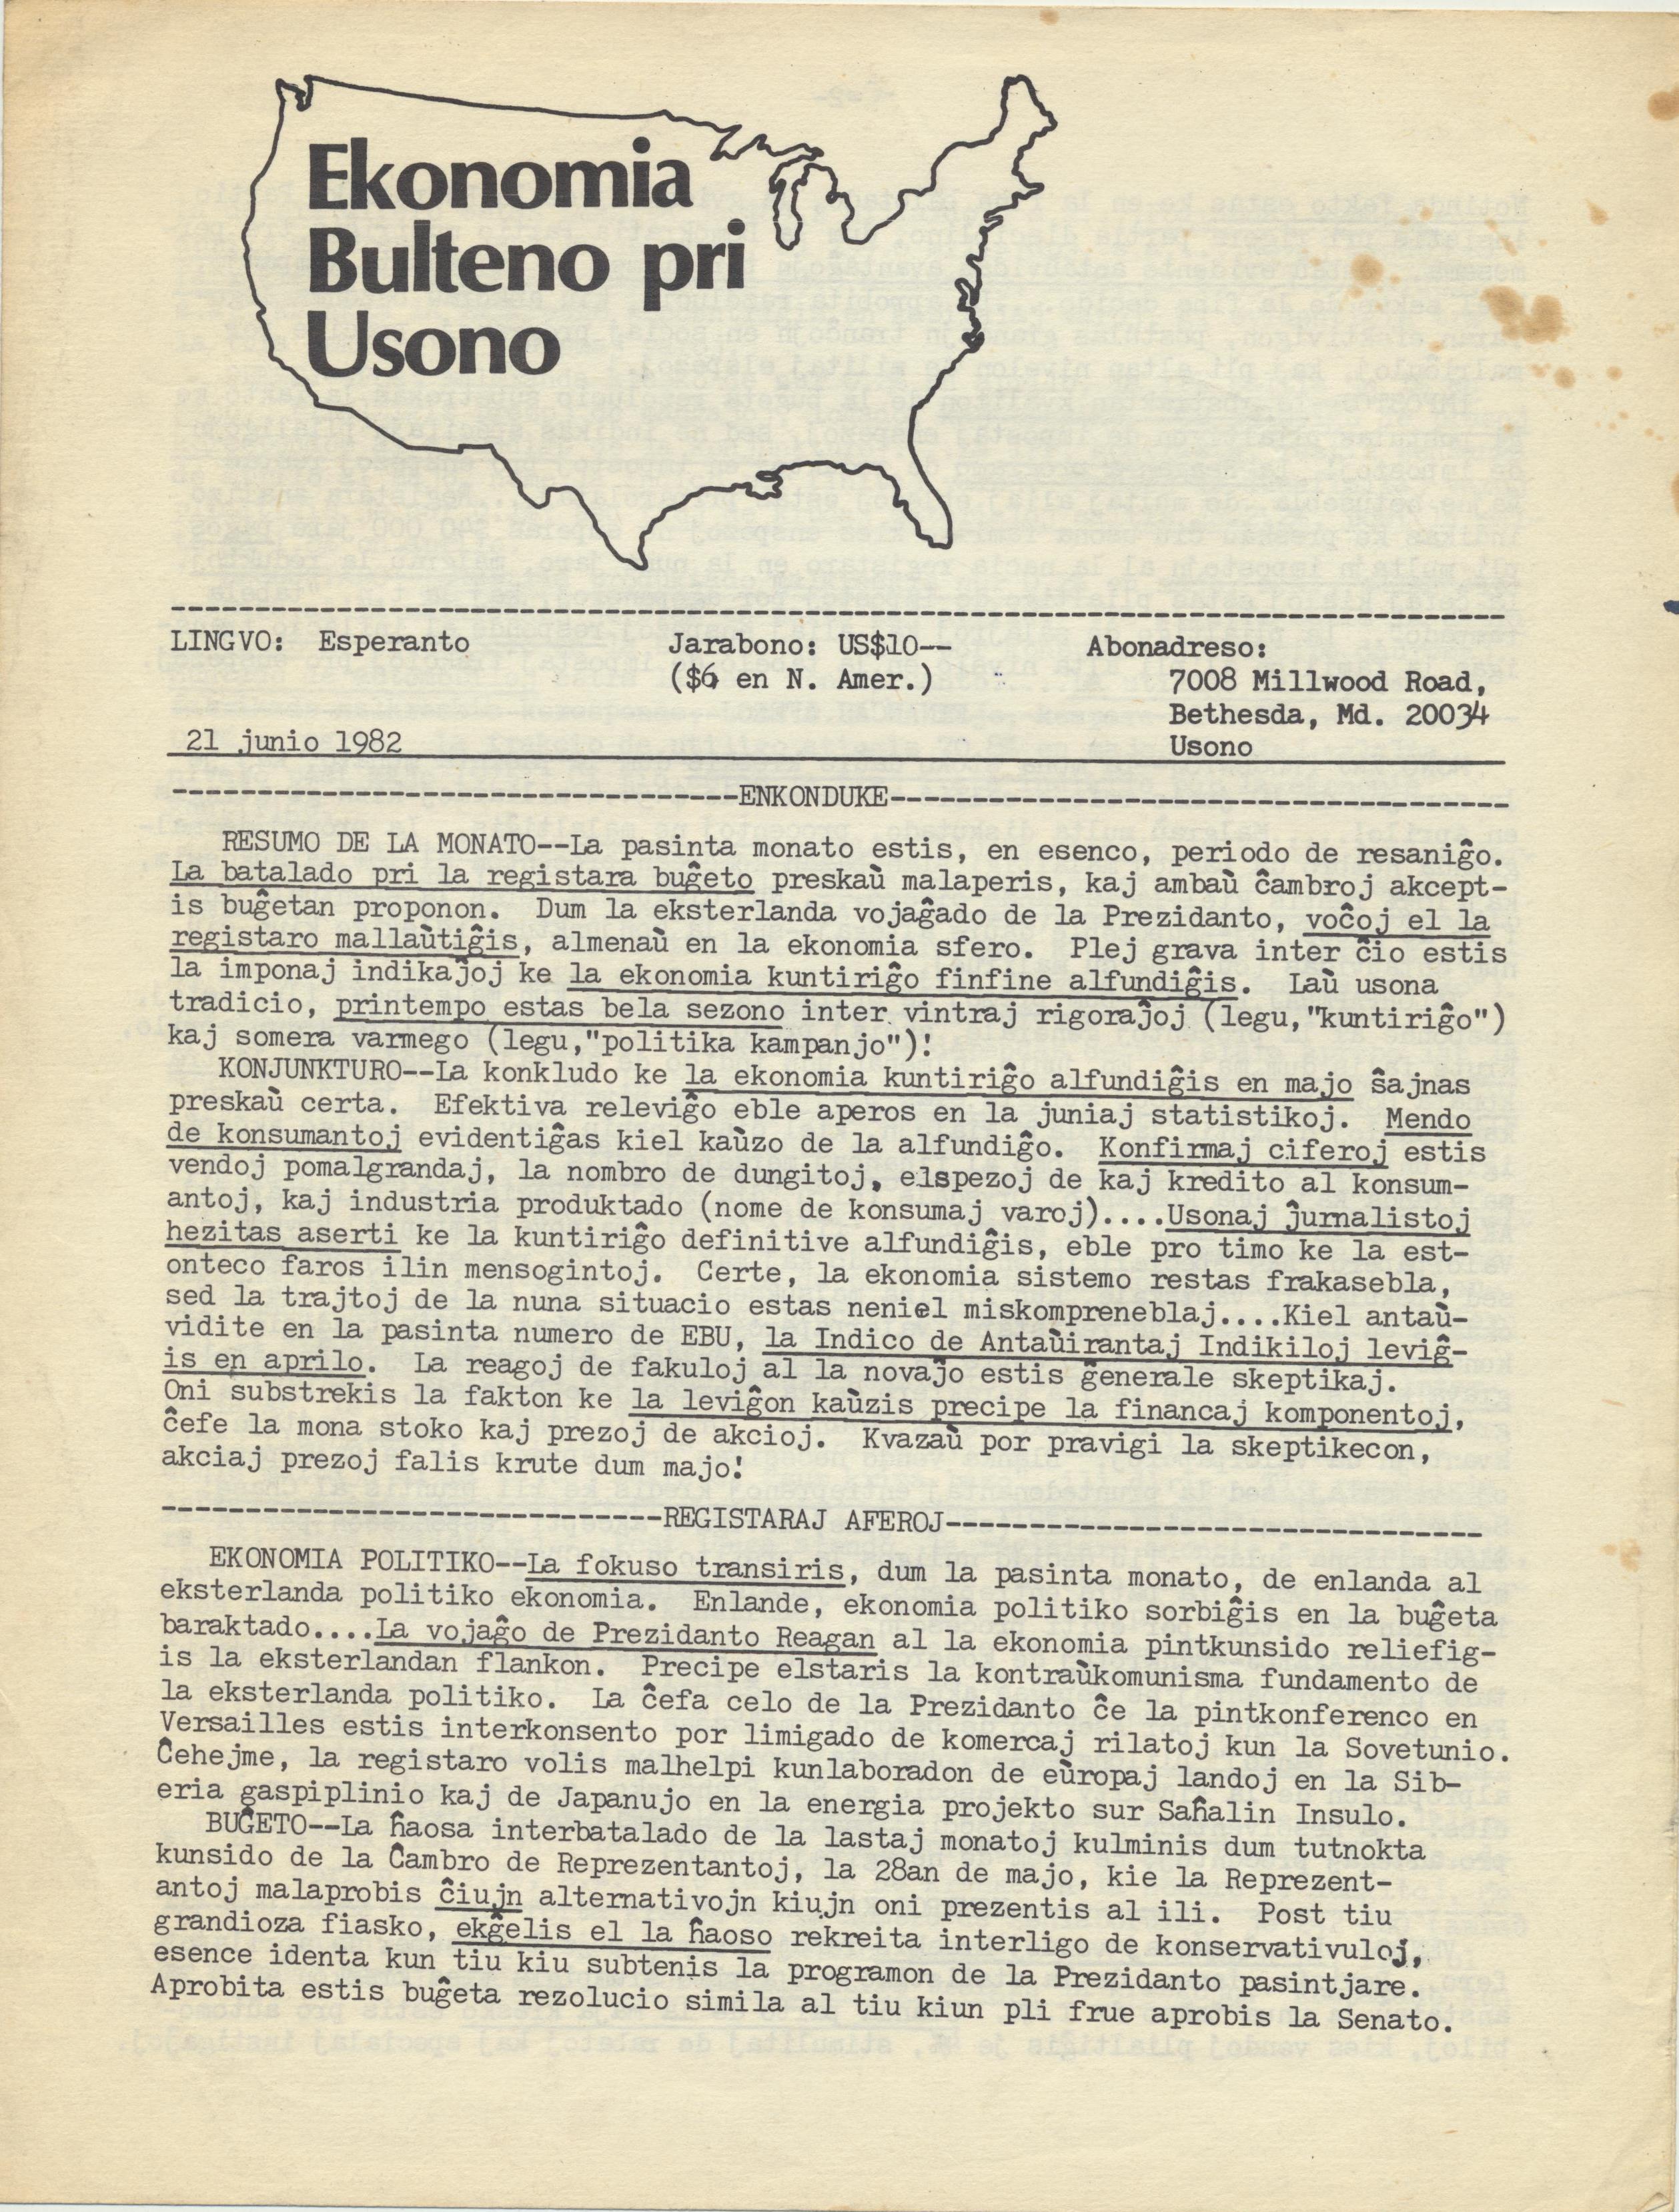 Ekonomia
Bulteno pri
Usono
LINGVO: Esperanto
Jarabono: US$10--
($6 en N. Amer.)
Abonadreso:
7008 Millwood Road,
Bethesda, Md. 20034
Usono
21 junio 1982
---------------------------------ENKONDUKE------------------------------------
RESUMO DE LA MONATO--La pasinta monato estis, en esenco, periodo de resaniĝo.
La batalado pri la registara buĝeto preskaù malaperis, kaj ambaù ĉambroj akcept-
is buĝetan proponon. Dum la eksterlanda vojaĝado de la Prezidanto, voĉoj el la
registaro mallaùtiĝis, almenaù en la ekonomia sfero. Plej grava inter ĉio estis
la imponaj indikaĵoj ke la ekonomia kuntiriĝo finfine alfundiĝis. Laù usona
tradicio, printempo estas bela sezono inter vintraj rigoraĵoj (legu,"kuntiriĝo")
kaj somera varmego (legu,"politika kampanjo")!
KONJUNKTURO--La konkludo ke la ekonomia kuntiriĝo alfundiĝis en majo ŝajnas
preskaù certa. Efektiva releviĝo eble aperos en la juniaj statistikoj. Mendo
de konsumantoj evidentiĝas kiel kaùzo de la alfundiĝo. Konfirmaj ciferoj estis
vendoj pomalgrandaj, la nombro de dungitoj, elspezoj de kaj kredito al konsum-
antoj, kaj industria produktado (nome de konsumaj varoj)....Usonaj ĵurnalistoj
hezitas aserti ke la kuntiriĝo definitive alfundiĝis, eble pro timo ke la est-
onteco faros ilin mensogintoj. Certe, la ekonomia sistemo restas frakasebla,
sed la trajtoj de la nuna situacio estas neniel miskompreneblaj....Kiel antaù-
vidite en la pasinta numero de EBU, la Indico de Antaùirantaj Indikiloj leviĝ-
is en aprilo. La reagoj de fakuloj al la novaĵo estis ĝenerale skeptikaj.
Oni substrekis la fakton ke la leviĝon kaùzis precipe la financaj komponentoj,
ĉefe la mona stoko kaj prezoj de akcioj. Kvazaù por pravigi la skeptikecon,
akciaj prezoj falis krute dum majo!
------------------------------REGISTARAJ AFEROJ--------------------------------
EKONOMIA POLITIKO--La fokuso transiris, dum la pasinta monato, de enlanda al
eksterlanda politiko ekonomia. Enlande, ekonomia politiko sorbiĝis en la buĝeta
baraktado....La vojaĝo de Prezidanto Reagan al la ekonomia pintkunsido reliefig-
is la eksterlandan flankon. Precipe elstaris la kontraùkomunisma fundamento de
la eksterlanda politiko. La ĉefa celo de la Prezidanto ĉe la pintkonferenco en
Versailles estis interkonsento por limigado de komercaj rilatoj kun la Sovetunio.
Ĉehejme, la registaro volis malhelpi kunlaboradon de eùropaj landoj en la Sib-
eria gaspiplinio kaj de Japanujo en la energia projekto sur Saĥalin Insulo.
BUĜETO--La ĥaosa interbatalado de la lastaj monatoj kulminis dum tutnokta
kunsido de la Ĉambro de Reprezentantoj, la 28an de majo, kie la Reprezent-
antoj malaprobis ĉiujn alternativojn kiujn oni prezentis al ili. Post tiu
grandioza fiasko, ekĝelis el la ĥaoso rekreita interligo de konservativuloj,
esence identa kun tiu kiu subtenis la programon de la Prezidanto pasintjare.
Aprobita estis buĝeta rezolucio simila al tiu kiun pli frue aprobis la Senato.